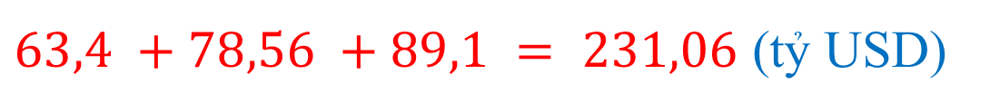 63,4 + 78,56 + 89,1 = 231,06 (tỷ USD)